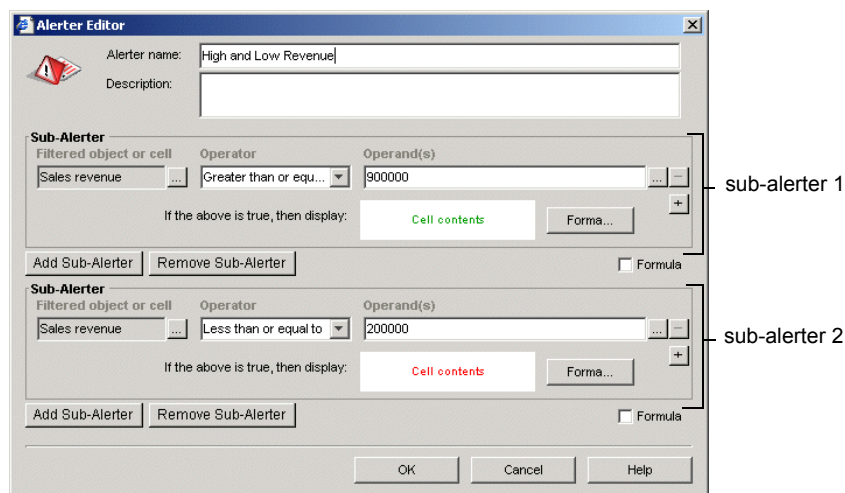 Alerter Editor
Alerter name: High and Low Revenue
Description:
Sub-Alerter
Filtered object or cell Operator Operand(s)
Sales revenue ... Greater than or equ... 900000 ... −
+
If the above is true, then display: Cell contents Forma...
sub-alerter 1
Add Sub-Alerter Remove Sub-Alerter Formula
Sub-Alerter
Filtered object or cell Operator Operand(s)
Sales revenue ... Less than or equal to 200000 ... −
+
If the above is true, then display: Cell contents Forma...
sub-alerter 2
Add Sub-Alerter Remove Sub-Alerter Formula
OK Cancel Help